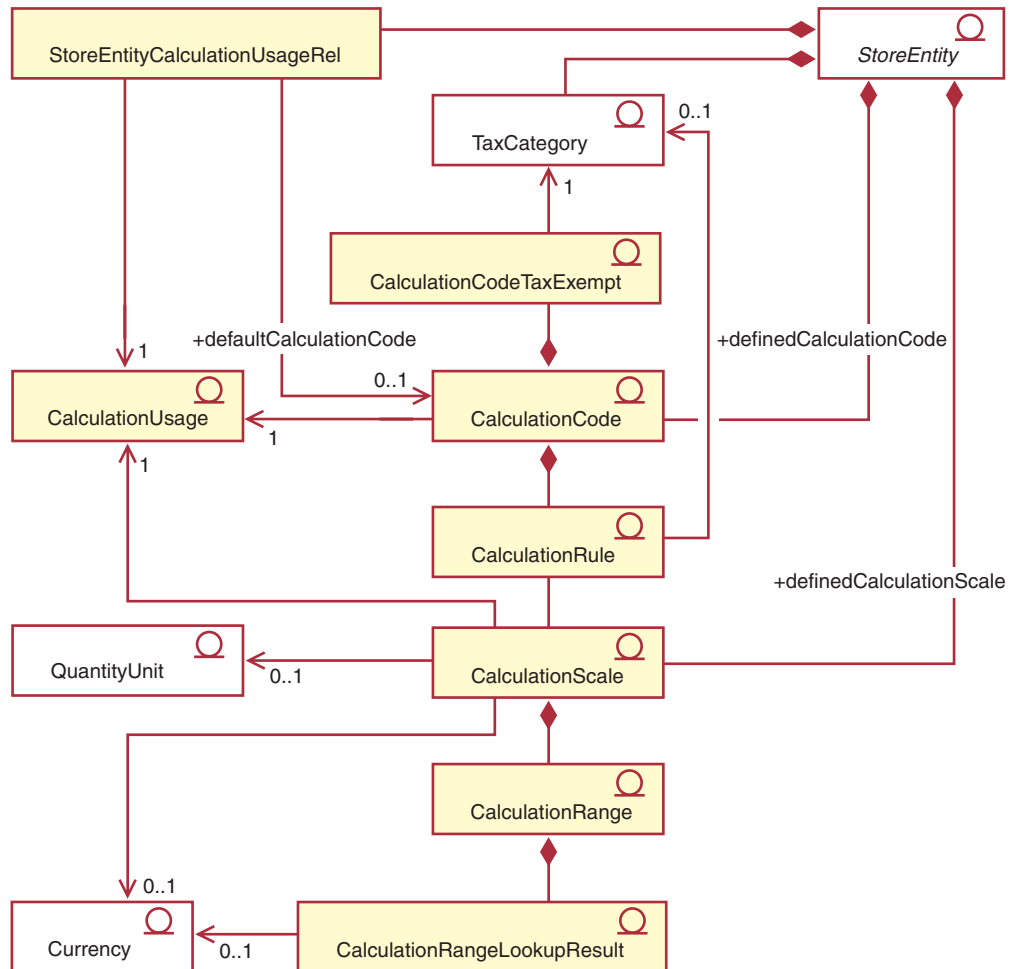 StoreEntityCalculationUsageRel
StoreEntity
TaxCategory
0..1
1
CalculationCodeTaxExempt
+defaultCalculationCode
+definedCalculationCode
1
0..1
CalculationUsage
CalculationCode
1
1
CalculationRule
+definedCalculationScale
QuantityUnit
0..1
CalculationScale
CalculationRange
0..1
Currency
0..1
CalculationRangeLookupResult